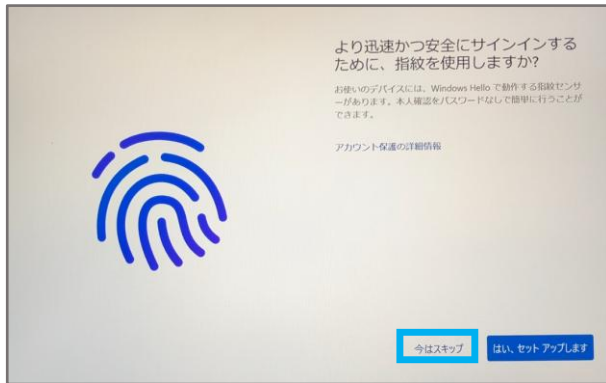 より迅速かつ安全にサインインする
ために、指紋を使用しますか?
お使いのデバイスには、Windows Hello で動作する指紋センサ
ーがあります。本人確認をパスワードなしで簡単に行うことが
できます。
アカウント保護の詳細情報
今はスキップ
はい、セット アップします